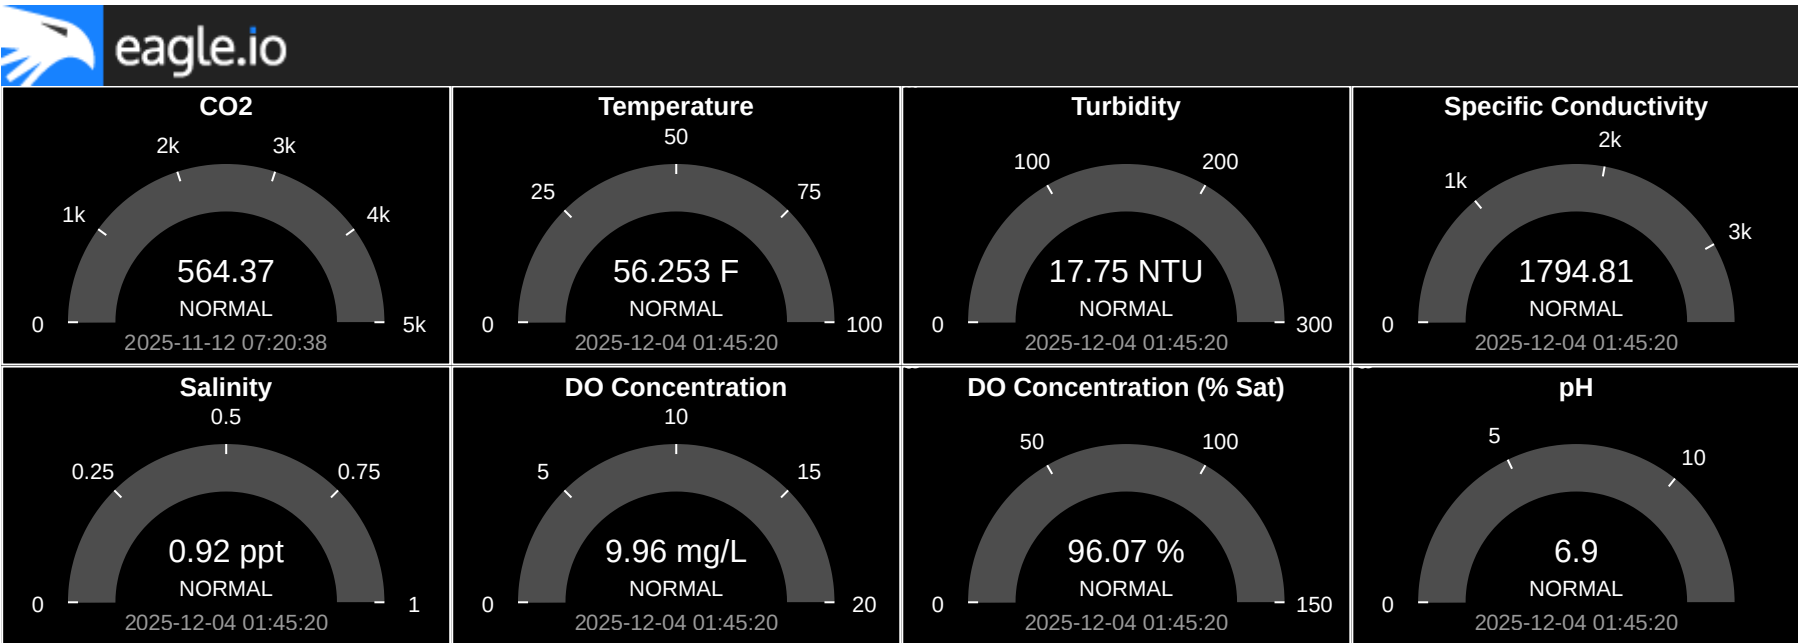 eagle.io
CO2
2k
3k
1k
4k
564.37
NORMAL
0
5k
2025-11-12 07:20:38
Temperature
50
25
75
56.253 F
NORMAL
0
100
2025-12-04 01:45:20
Turbidity
100
200
17.75 NTU
NORMAL
0
300
2025-12-04 01:45:20
Specific Conductivity
2k
1k
3k
1794.81
NORMAL
0
2025-12-04 01:45:20
Salinity
0.5
0.25
0.75
0.92 ppt
NORMAL
0
1
2025-12-04 01:45:20
DO Concentration
10
5
15
9.96 mg/L
NORMAL
0
20
2025-12-04 01:45:20
DO Concentration (% Sat)
50
100
96.07 %
NORMAL
0
150
2025-12-04 01:45:20
pH
5
10
6.9
NORMAL
0
2025-12-04 01:45:20